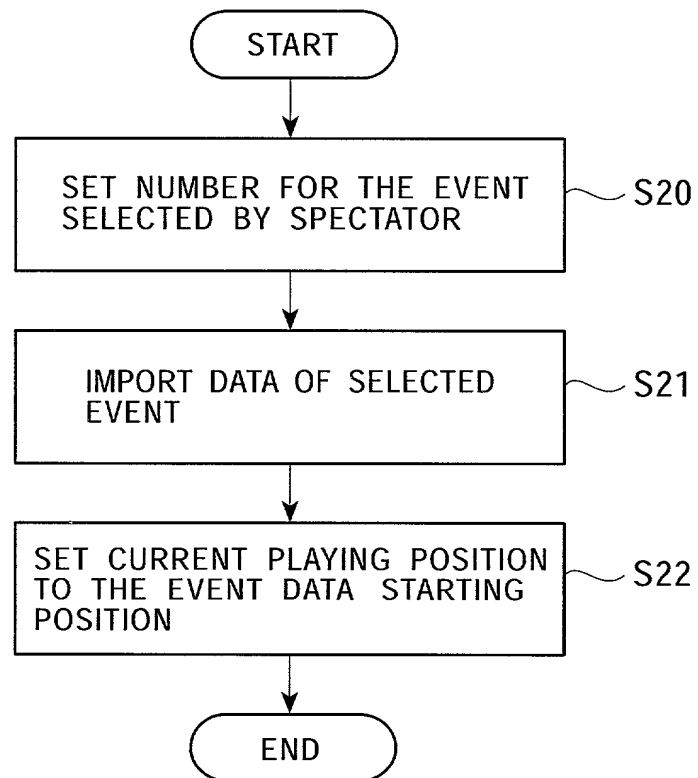 START
SET NUMBER FOR THE EVENT
SELECTED BY SPECTATOR
S20
IMPORT DATA OF SELECTED
EVENT
S21
SET CURRENT PLAYING POSITION
TO THE EVENT DATA STARTING
POSITION
S22
END